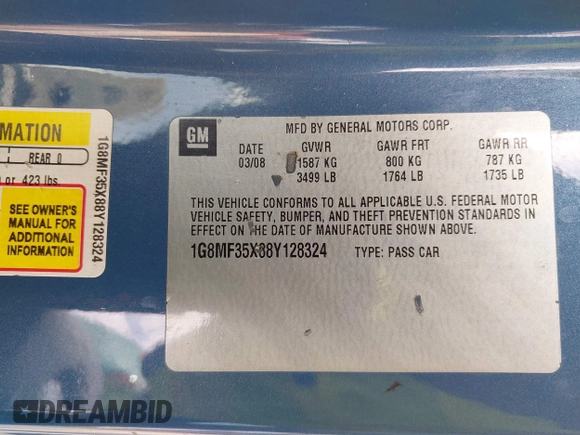 MATION
REAR 0
or 423 lbs
SEE OWNER'S
MANUAL FOR
ADDITIONAL
INFORMATION
1G8MF35X88Y128324
GM
MFD BY GENERAL MOTORS CORP.
DATE GVWR GAWR FRT GAWR RR
03/08 1587 KG 800 KG 787 KG
3499 LB 1764 LB 1735 LB
THIS VEHICLE CONFORMS TO ALL APPLICABLE U.S. FEDERAL MOTOR
VEHICLE SAFETY, BUMPER, AND THEFT PREVENTION STANDARDS IN
EFFECT ON THE DATE OF MANUFACTURE SHOWN ABOVE.
1G8MF35X88Y128324 TYPE: PASS CAR
DREAMBID